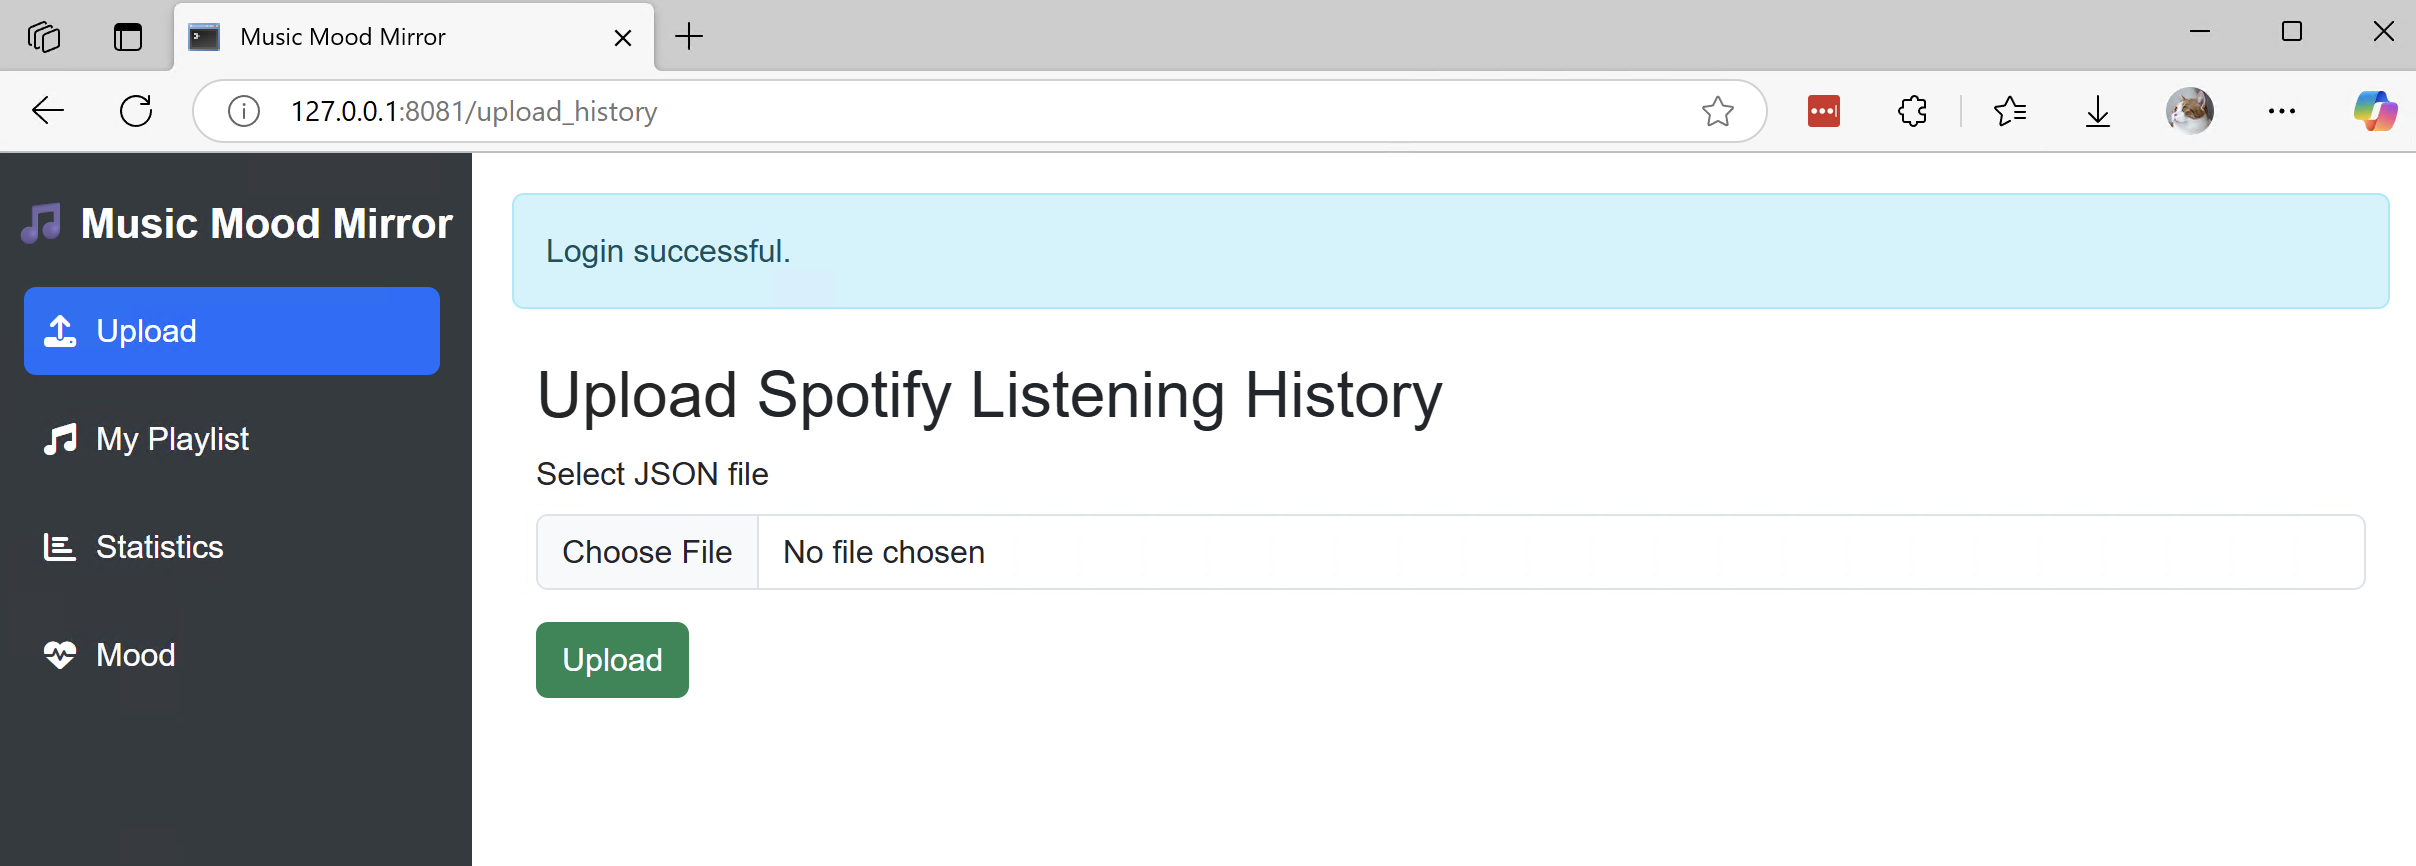 Music Mood Mirror
127.0.0.1:8081/upload_history
Music Mood Mirror
Upload
My Playlist
Statistics
Mood
Login successful.
Upload Spotify Listening History
Select JSON file
Choose File No file chosen
Upload